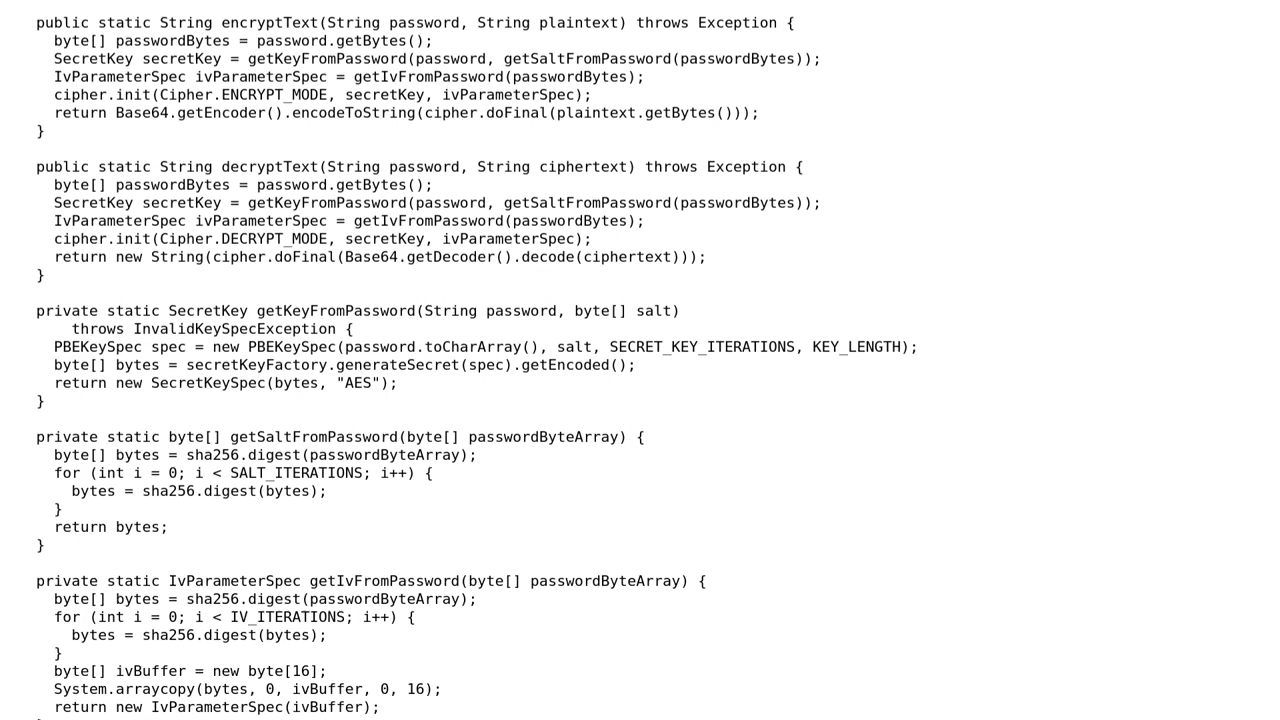 public static String encryptText(String password, String plaintext) throws Exception {
  byte[] passwordBytes = password.getBytes();
  SecretKey secretKey = getKeyFromPassword(password, getSaltFromPassword(passwordBytes));
  IvParameterSpec ivParameterSpec = getIvFromPassword(passwordBytes);
  cipher.init(Cipher.ENCRYPT_MODE, secretKey, ivParameterSpec);
  return Base64.getEncoder().encodeToString(cipher.doFinal(plaintext.getBytes()));
}

public static String decryptText(String password, String ciphertext) throws Exception {
  byte[] passwordBytes = password.getBytes();
  SecretKey secretKey = getKeyFromPassword(password, getSaltFromPassword(passwordBytes));
  IvParameterSpec ivParameterSpec = getIvFromPassword(passwordBytes);
  cipher.init(Cipher.DECRYPT_MODE, secretKey, ivParameterSpec);
  return new String(cipher.doFinal(Base64.getDecoder().decode(ciphertext)));
}

private static SecretKey getKeyFromPassword(String password, byte[] salt)
    throws InvalidKeySpecException {
  PBEKeySpec spec = new PBEKeySpec(password.toCharArray(), salt, SECRET_KEY_ITERATIONS, KEY_LENGTH);
  byte[] bytes = secretKeyFactory.generateSecret(spec).getEncoded();
  return new SecretKeySpec(bytes, "AES");
}

private static byte[] getSaltFromPassword(byte[] passwordByteArray) {
  byte[] bytes = sha256.digest(passwordByteArray);
  for (int i = 0; i < SALT_ITERATIONS; i++) {
    bytes = sha256.digest(bytes);
  }
  return bytes;
}

private static IvParameterSpec getIvFromPassword(byte[] passwordByteArray) {
  byte[] bytes = sha256.digest(passwordByteArray);
  for (int i = 0; i < IV_ITERATIONS; i++) {
    bytes = sha256.digest(bytes);
  }
  byte[] ivBuffer = new byte[16];
  System.arraycopy(bytes, 0, ivBuffer, 0, 16);
  return new IvParameterSpec(ivBuffer);